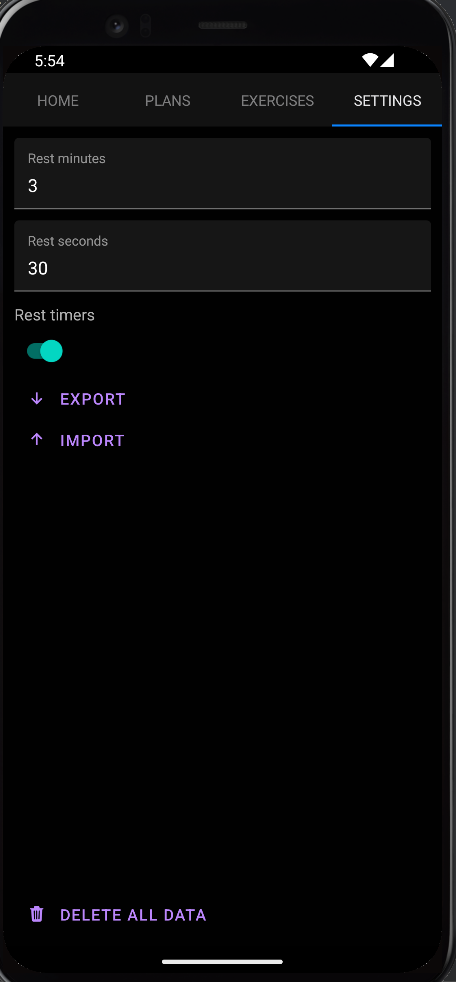 5:54
HOME PLANS EXERCISES SETTINGS
Rest minutes
3
Rest seconds
30
Rest timers
EXPORT
IMPORT
DELETE ALL DATA